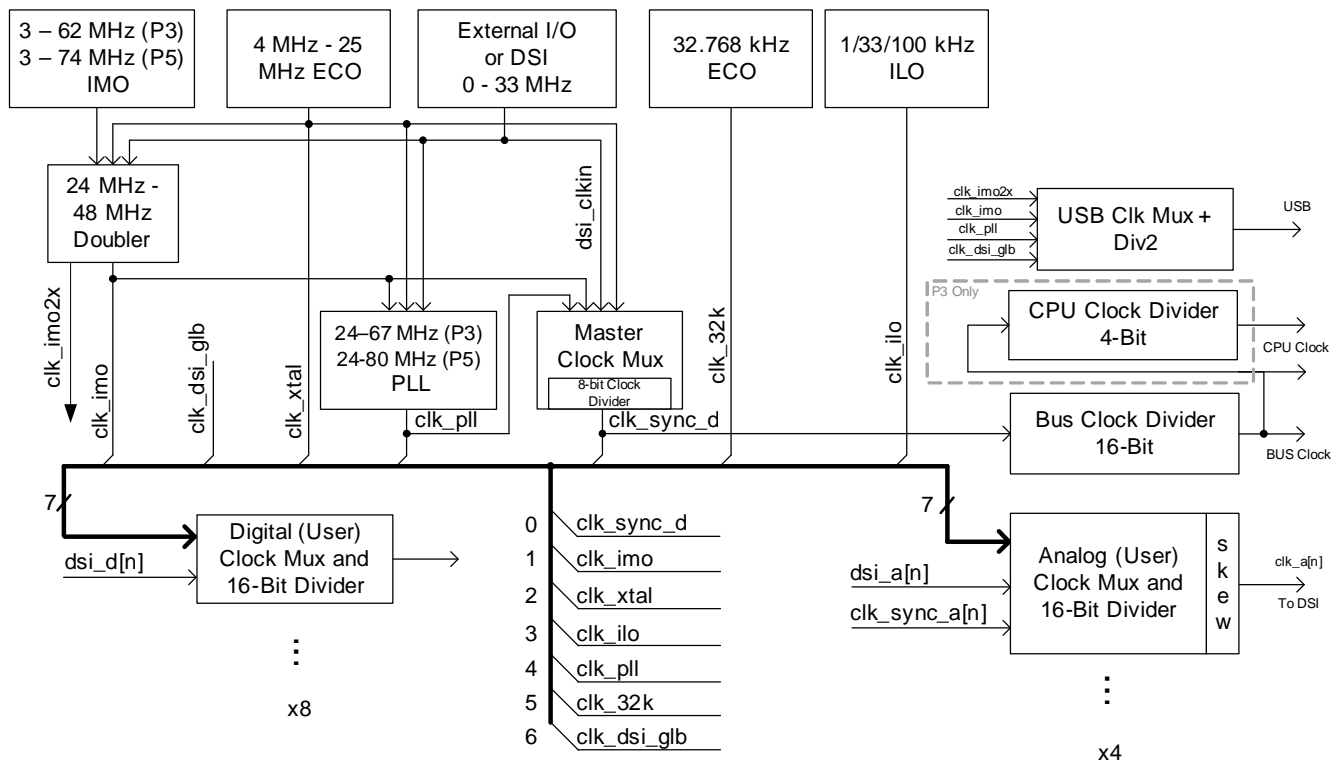 3 – 62 MHz (P3)
3 – 74 MHz (P5)
IMO
4 MHz - 25
MHz ECO
External I/O
or DSI
0 - 33 MHz
32.768 kHz
ECO
1/33/100 kHz
ILO
24 MHz -
48 MHz
Doubler
dsi_clkin
clk_imo2x
clk_imo
clk_pll
clk_dsi_glb
USB Clk Mux +
Div2
USB
P3 Only
CPU Clock Divider
4-Bit
CPU Clock
clk_imo2x
clk_imo
clk_dsi_glb
clk_xtal
24–67 MHz (P3)
24-80 MHz (P5)
PLL
clk_pll
Master
Clock Mux
8-bit Clock
Divider
clk_sync_d
clk_32k
clk_ilo
Bus Clock Divider
16-Bit
BUS Clock
7
Digital (User)
Clock Mux and
16-Bit Divider
dsi_d[n]
⋮
x8
0 clk_sync_d
1 clk_imo
2 clk_xtal
3 clk_ilo
4 clk_pll
5 clk_32k
6 clk_dsi_glb
7
dsi_a[n]
clk_sync_a[n]
Analog (User)
Clock Mux and
16-Bit Divider
s
k
e
w
clk_a[n]
To DSI
⋮
x4